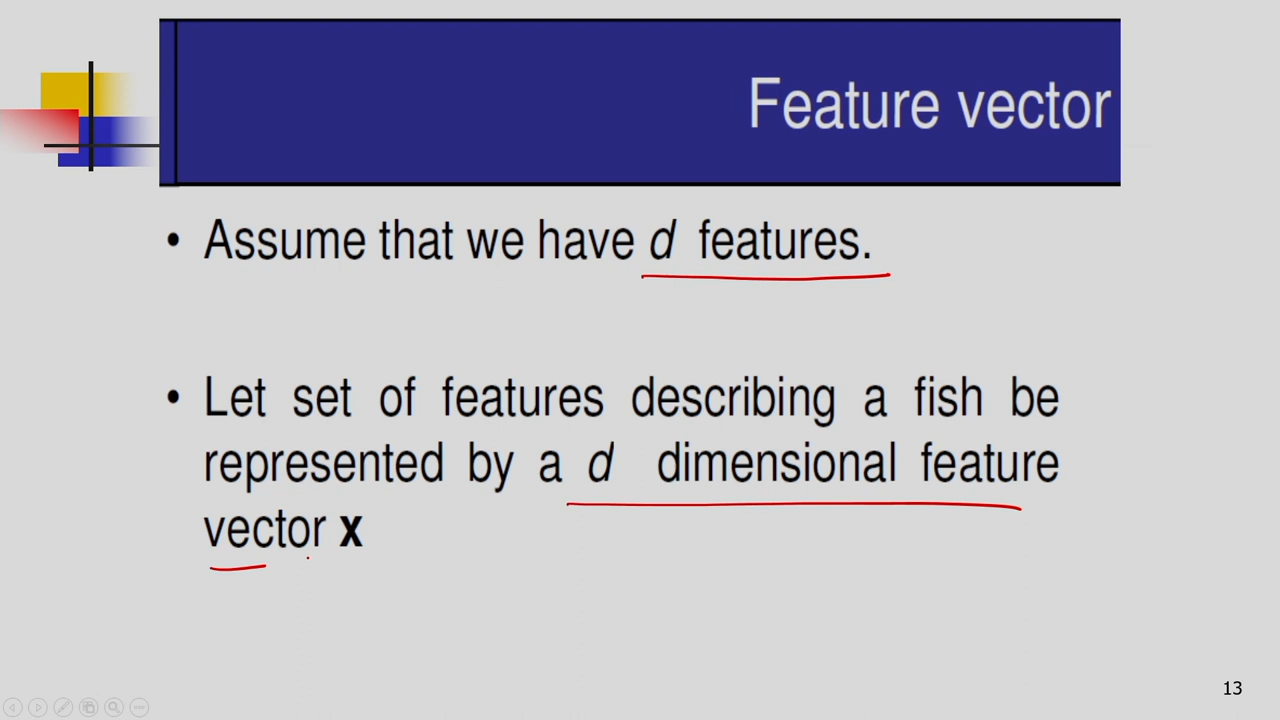 Feature vector
• Assume that we have d features.
• Let set of features describing a fish be
represented by a d dimensional feature
vector x
13